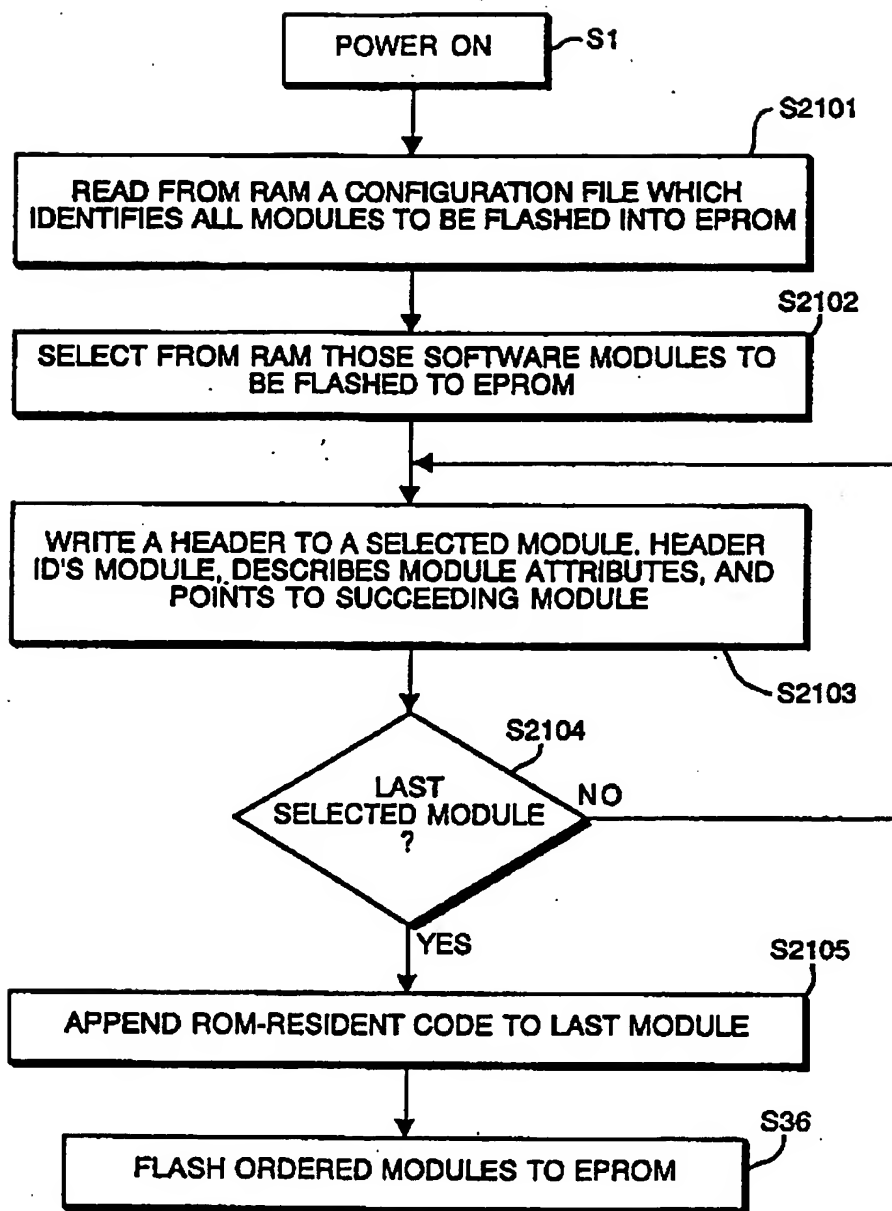 POWER ON
S1
S2101
READ FROM RAM A CONFIGURATION FILE WHICH
IDENTIFIES ALL MODULES TO BE FLASHED INTO EPROM
S2102
SELECT FROM RAM THOSE SOFTWARE MODULES TO
BE FLASHED TO EPROM
WRITE A HEADER TO A SELECTED MODULE. HEADER
ID'S MODULE, DESCRIBES MODULE ATTRIBUTES, AND
POINTS TO SUCCEEDING MODULE
S2103
S2104
LAST
SELECTED MODULE
?
NO
YES
S2105
APPEND ROM-RESIDENT CODE TO LAST MODULE
S36
FLASH ORDERED MODULES TO EPROM